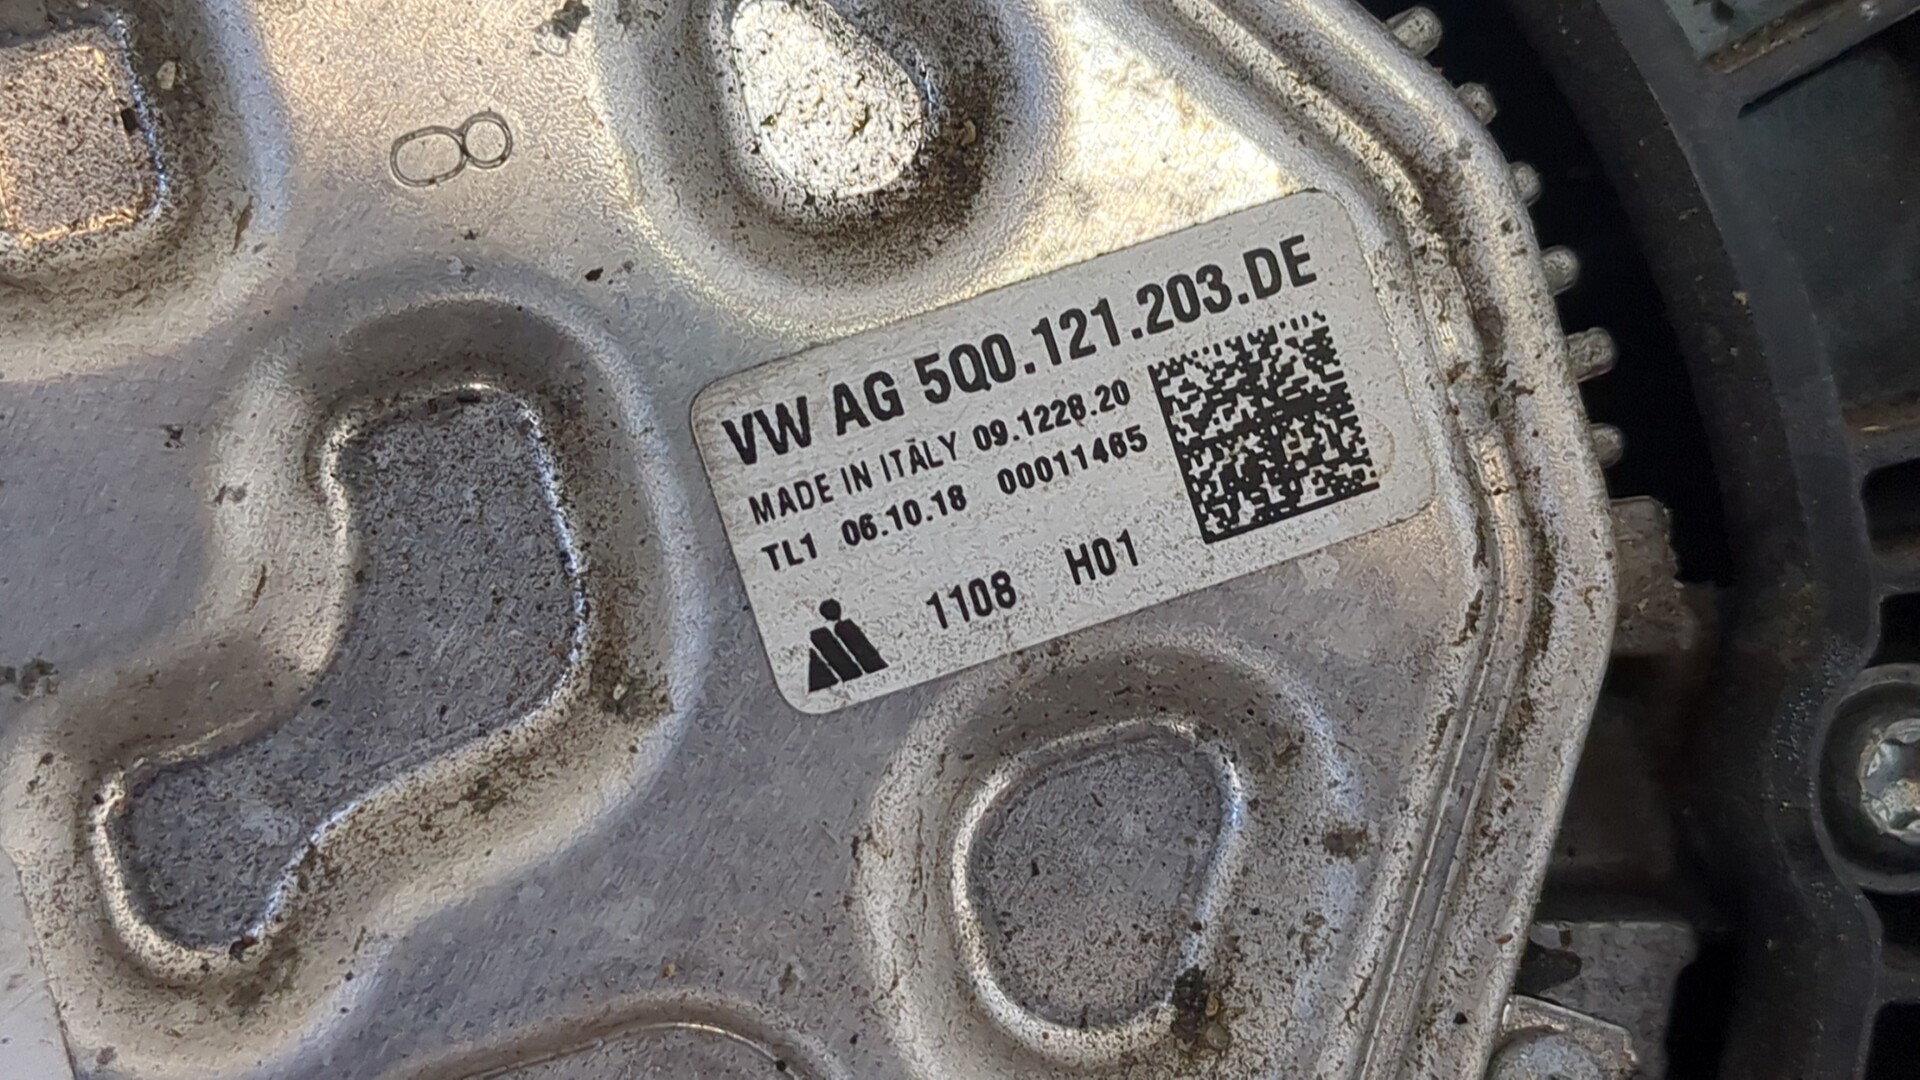 8
VW AG 5Q0.121.203.DE
MADE IN ITALY 09.1228.20
TL1 06.10.18 00011465
1108 H01